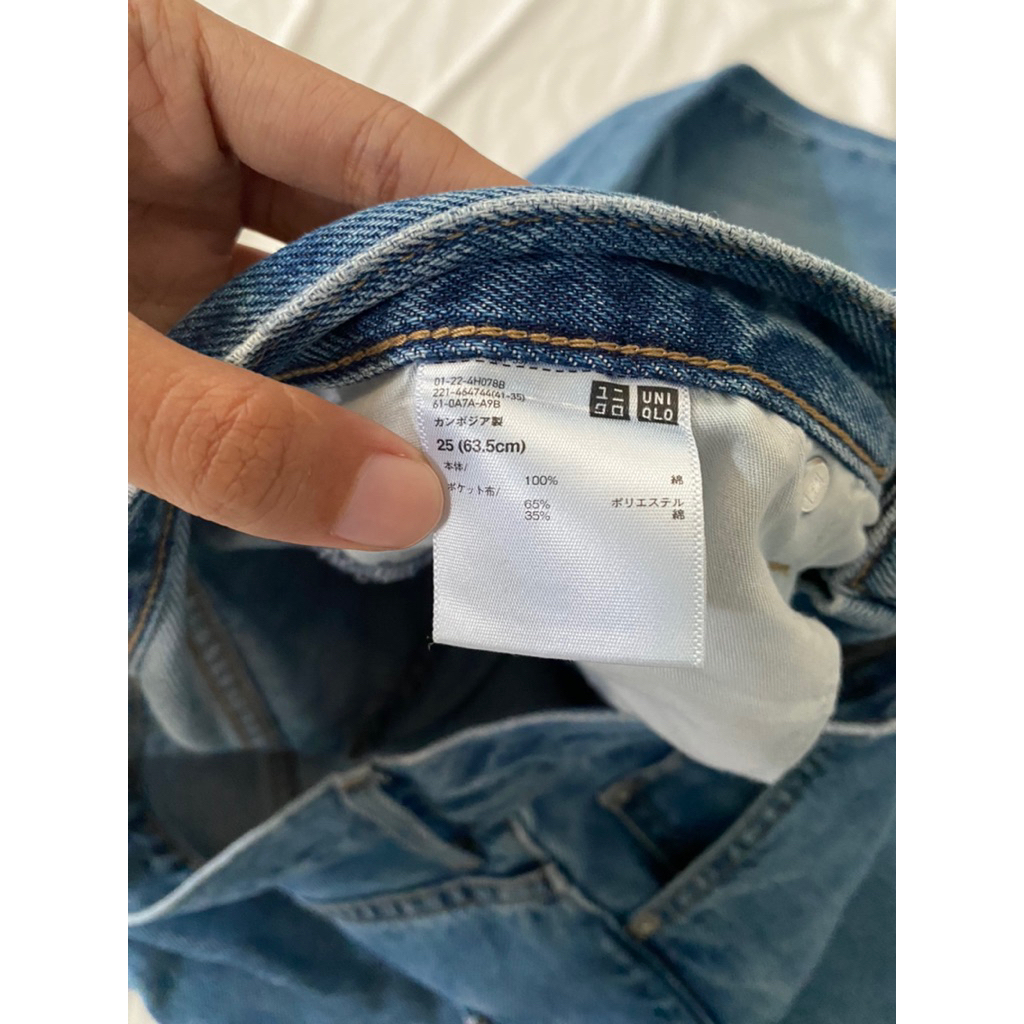 01-22-4H078B
221-464744(41-35)
61-0A7A-A9B
ユニクロ
UNIQLO
カンボジア製
25 (63.5cm)
本体/
100% 綿
ポケット布/
65% ポリエステル
35% 綿